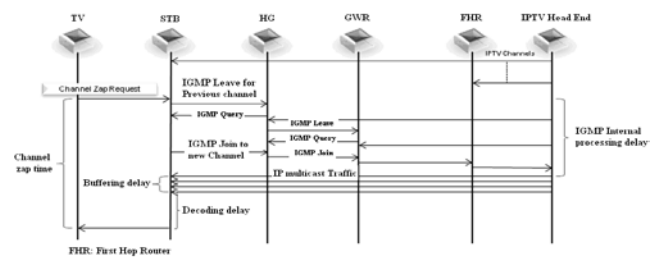 TV STB HG GWR FHR IPTV Head End
IPTV Channels
Channel Zap Request
IGMP Leave for
Previous channel
IGMP Query
IGMP Leave
IGMP Query
IGMP Internal
processing delay
IGMP Join to
new Channel
IGMP Join
Channel
zap time
IP multicast Traffic
Buffering delay
Decoding delay
FHR: First Hop Router